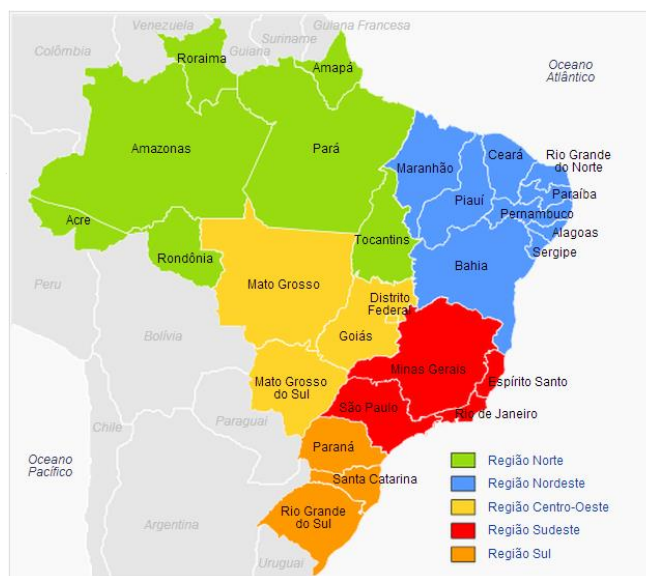 Venezuela
Suriname
Guiana Francesa
Colômbia
Guiana
Roraima
Amapá
Oceano
Atlântico
Amazonas
Pará
Maranhão
Ceará
Rio Grande
do Norte
Paraíba
Piauí
Pernambuco
Acre
Alagoas
Tocantins
Sergipe
Rondônia
Bahia
Mato Grosso
Peru
Distrito
Federal
Goiás
Bolívia
Minas Gerais
Espírito Santo
Mato Grosso
do Sul
São Paulo
Rio de Janeiro
Paraguai
Chile
Paraná
Oceano
Pacífico
Santa Catarina
Rio Grande
do Sul
Argentina
Uruguai
Região Norte
Região Nordeste
Região Centro-Oeste
Região Sudeste
Região Sul